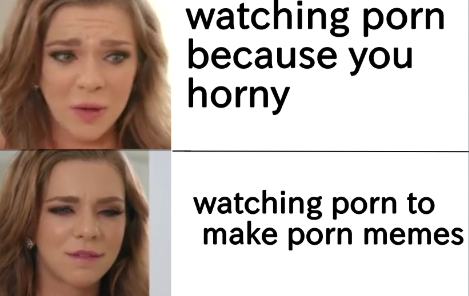 watching porn
because you
horny
watching porn to
make porn memes